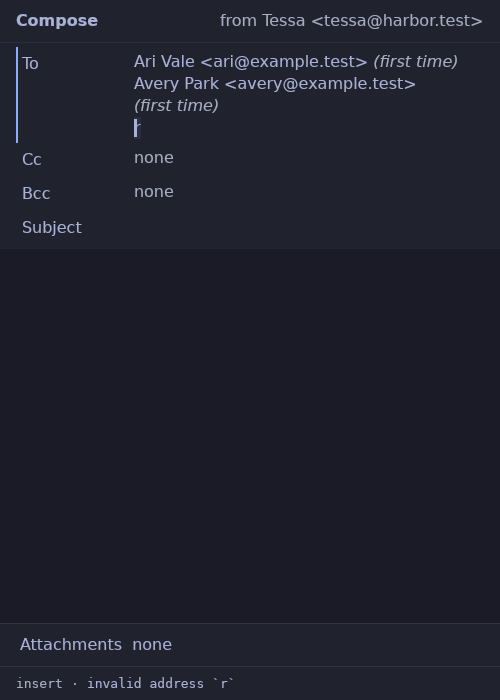 Compose from Tessa <tessa@harbor.test>
To Ari Vale <ari@example.test> (first time)
Avery Park <avery@example.test>
(first time)
r
Cc none
Bcc none
Subject
Attachments none
insert · invalid address `r`